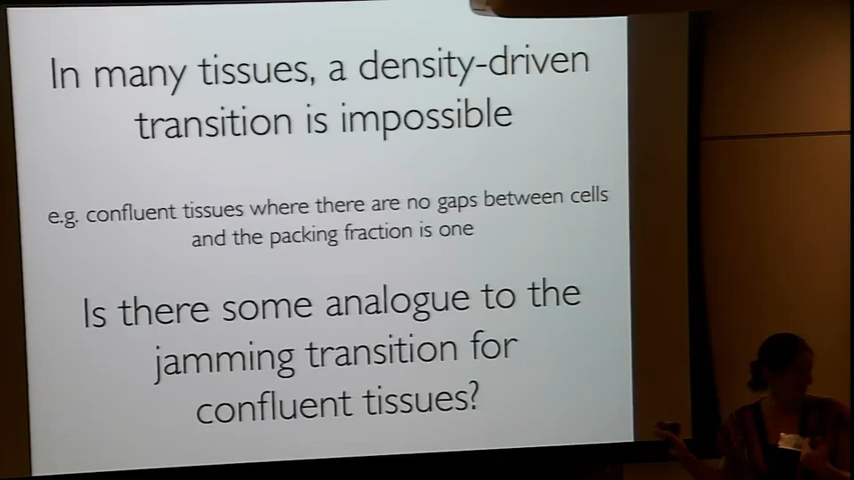 In many tissues, a density-driven
transition is impossible
e.g. confluent tissues where there are no gaps between cells
and the packing fraction is one
Is there some analogue to the
jamming transition for
confluent tissues?